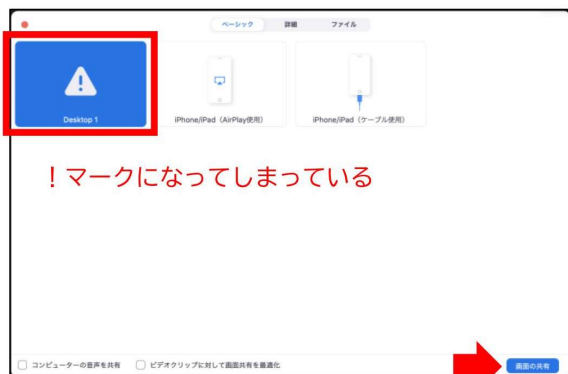 ベーシック 詳細 ファイル
Desktop 1 iPhone/iPad（AirPlay使用） iPhone/iPad（ケーブル使用）
！マークになってしまっている
コンピューターの音声を共有 ビデオクリップに対して画面共有を最適化 画面の共有